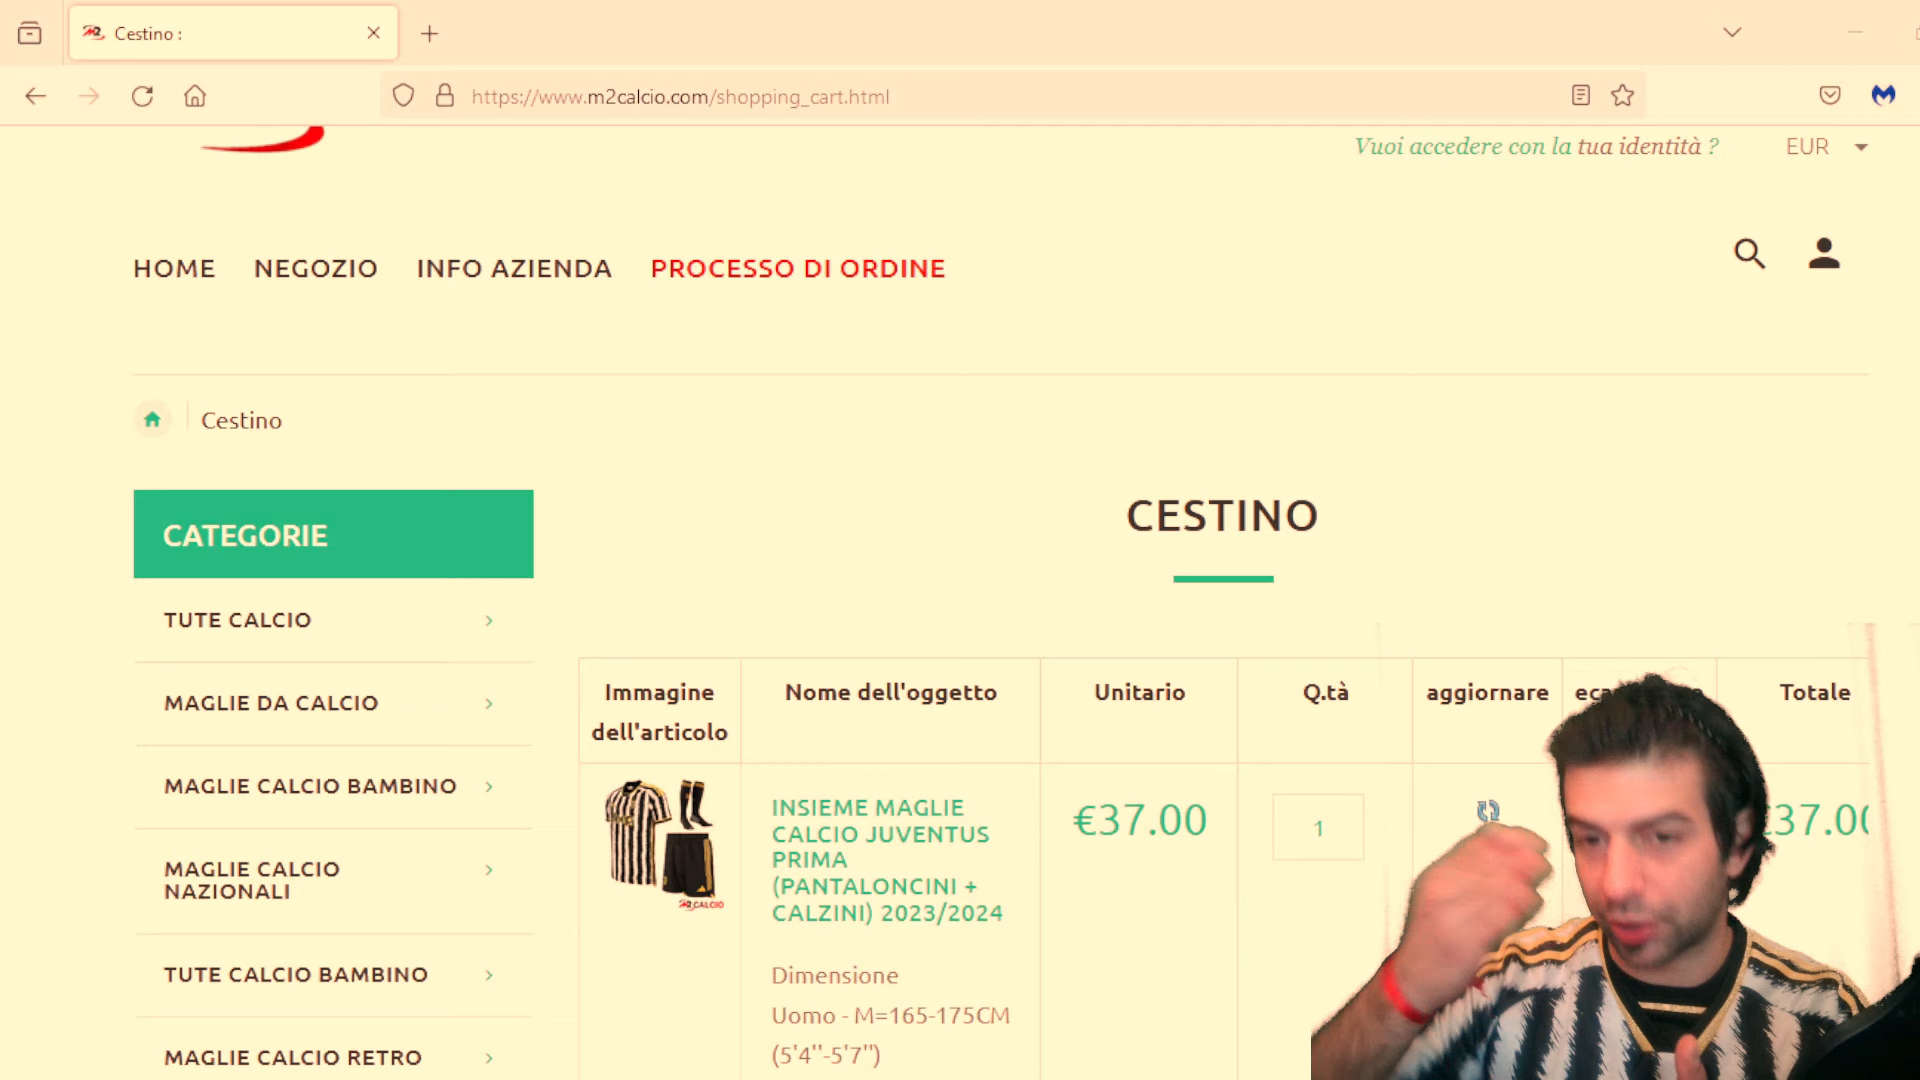 Cestino :
https://www.m2calcio.com/shopping_cart.html
Vuoi accedere con la tua identità ?
EUR
HOME NEGOZIO INFO AZIENDA PROCESSO DI ORDINE
Cestino
CATEGORIE
TUTE CALCIO
MAGLIE DA CALCIO
MAGLIE CALCIO BAMBINO
MAGLIE CALCIO
NAZIONALI
TUTE CALCIO BAMBINO
MAGLIE CALCIO RETRO
CESTINO
Immagine
dell'articolo
Nome dell'oggetto
Unitario
Q.tà
aggiornare
Totale
CALCIO
INSIEME MAGLIE
CALCIO JUVENTUS
PRIMA
(PANTALONCINI +
CALZINI) 2023/2024
Dimensione
Uomo - M=165-175CM
(5'4''-5'7'')
€37.00
1